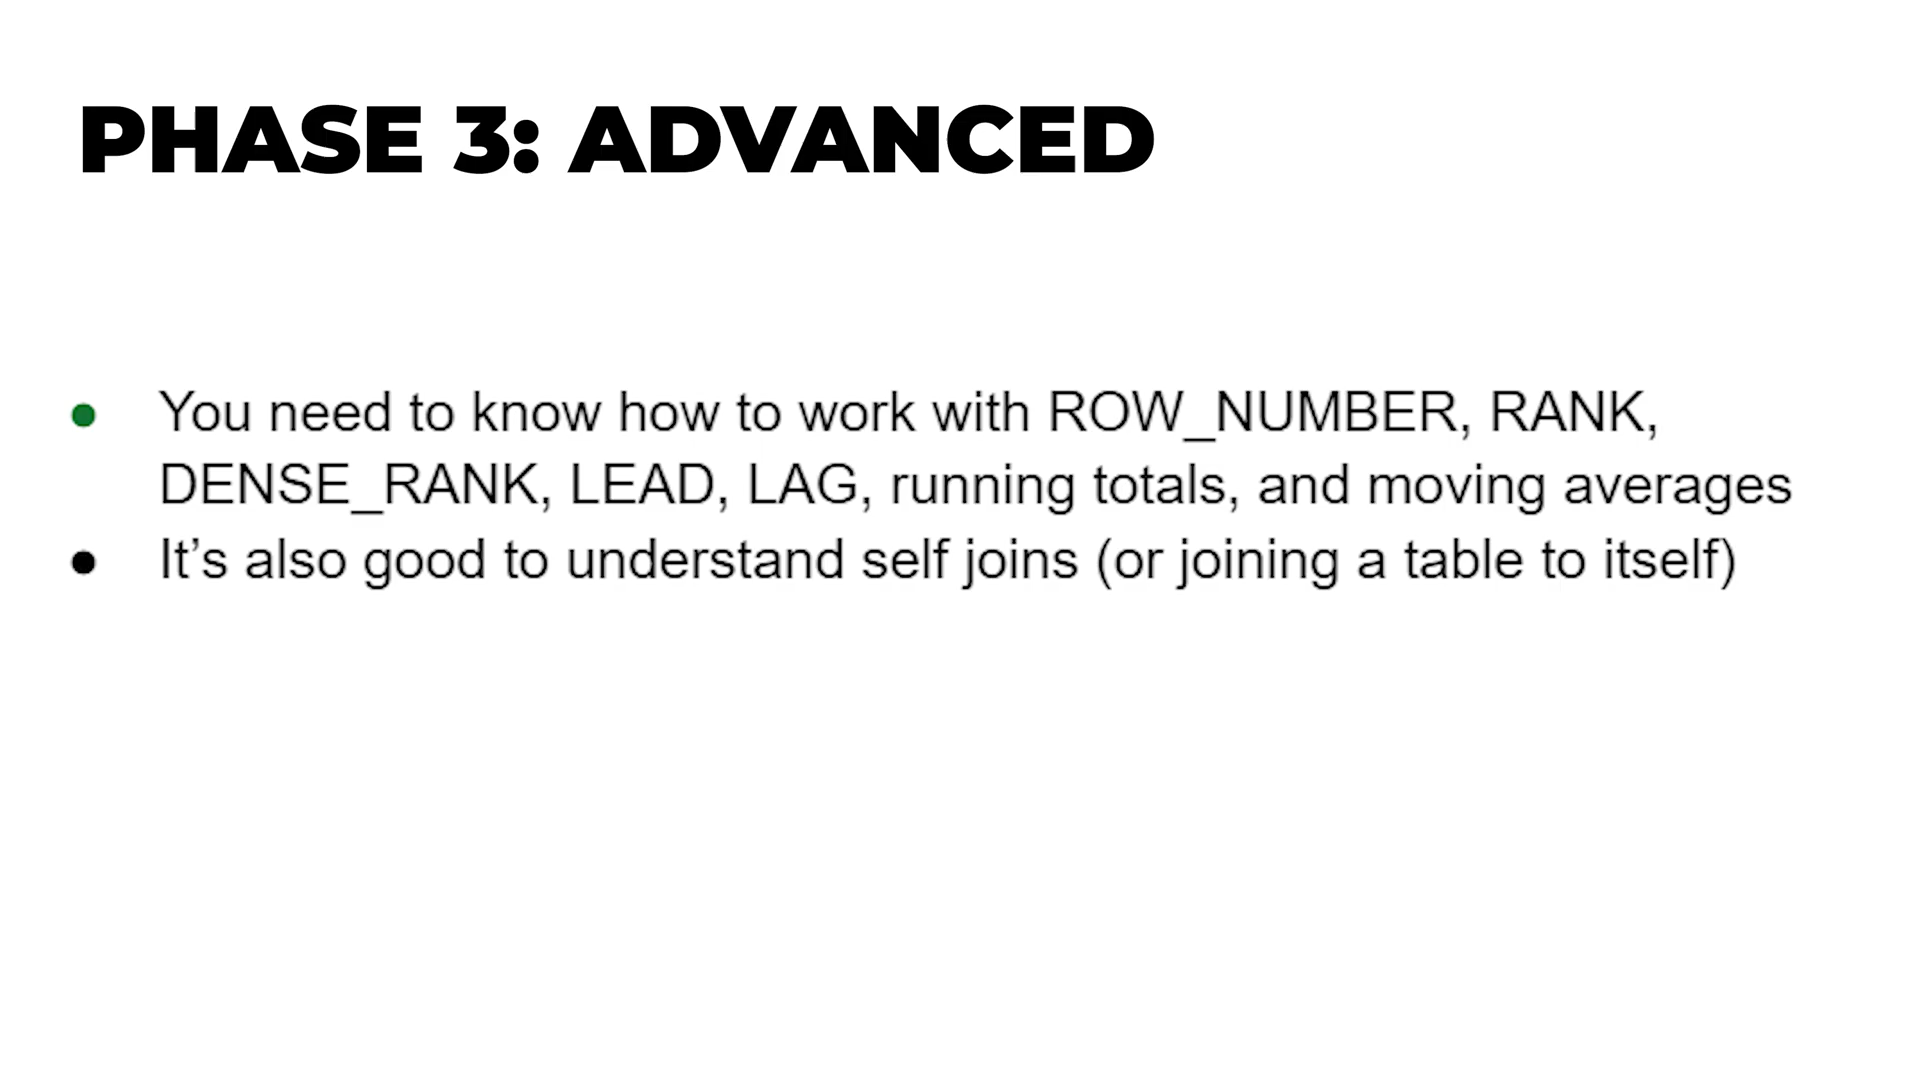 PHASE 3: ADVANCED
● You need to know how to work with ROW_NUMBER, RANK,
DENSE_RANK, LEAD, LAG, running totals, and moving averages
● It’s also good to understand self joins (or joining a table to itself)